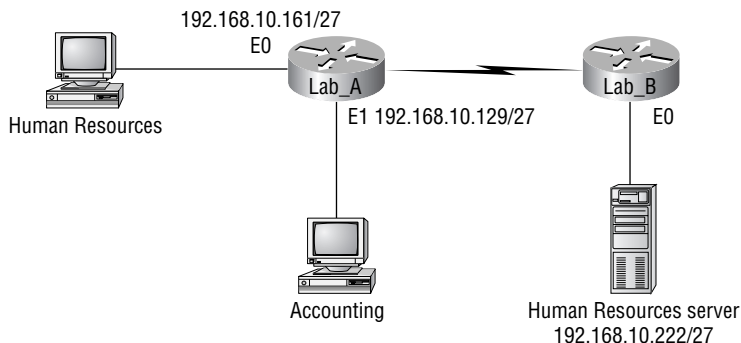 192.168.10.161/27
E0
Lab_A
Lab_B
Human Resources
E1 192.168.10.129/27
E0
Accounting
Human Resources server
192.168.10.222/27